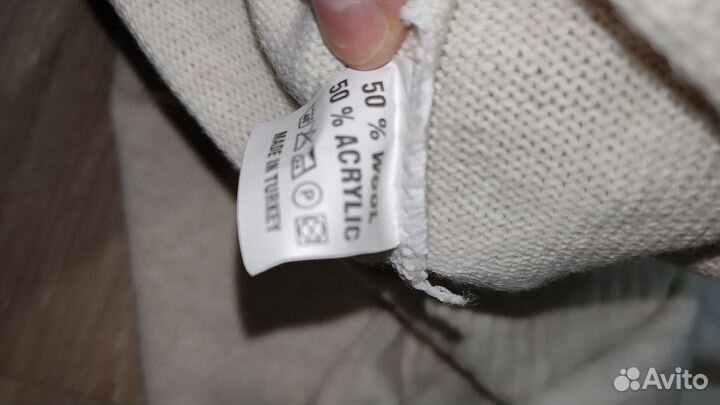 50 % WOOL
50 % ACRYLIC
P
MADE IN TURKEY
Avito